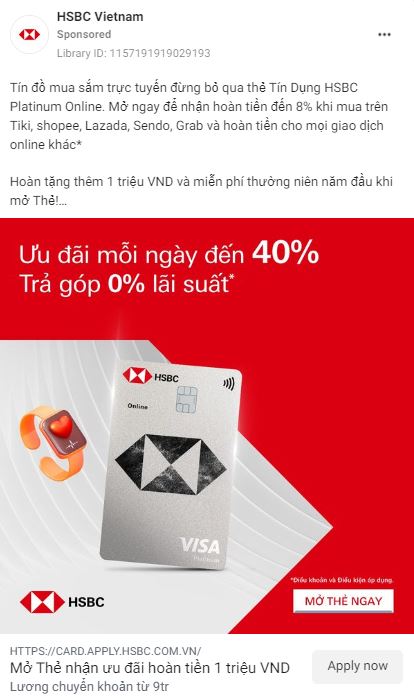 HSBC Vietnam
Sponsored
Library ID: 1157191919029193
Tín đồ mua sắm trực tuyến đừng bỏ qua thẻ Tín Dụng HSBC
Platinum Online. Mở ngay để nhận hoàn tiền đến 8% khi mua trên
Tiki, shopee, Lazada, Sendo, Grab và hoàn tiền cho mọi giao dịch
online khác*
Hoàn tặng thêm 1 triệu VND và miễn phí thường niên năm đầu khi
mở Thẻ!...
Ưu đãi mỗi ngày đến 40%
Trả góp 0% lãi suất*
HSBC
Online
VISA
Platinum
*Điều khoản và Điều kiện áp dụng.
HSBC
MỞ THẺ NGAY
HTTPS://CARD.APPLY.HSBC.COM.VN/
Mở Thẻ nhận ưu đãi hoàn tiền 1 triệu VND
Apply now
Lương chuyển khoản từ 9tr